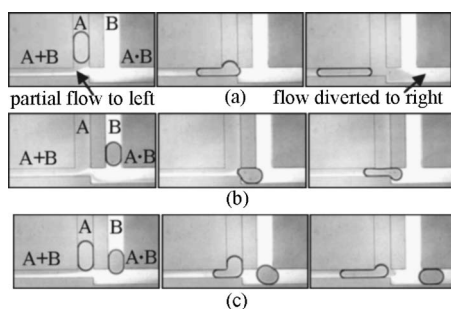 A B
A+B A•B
partial flow to left
(a)
flow diverted to right
A B
A+B A•B
(b)
A B
A+B A•B
(c)